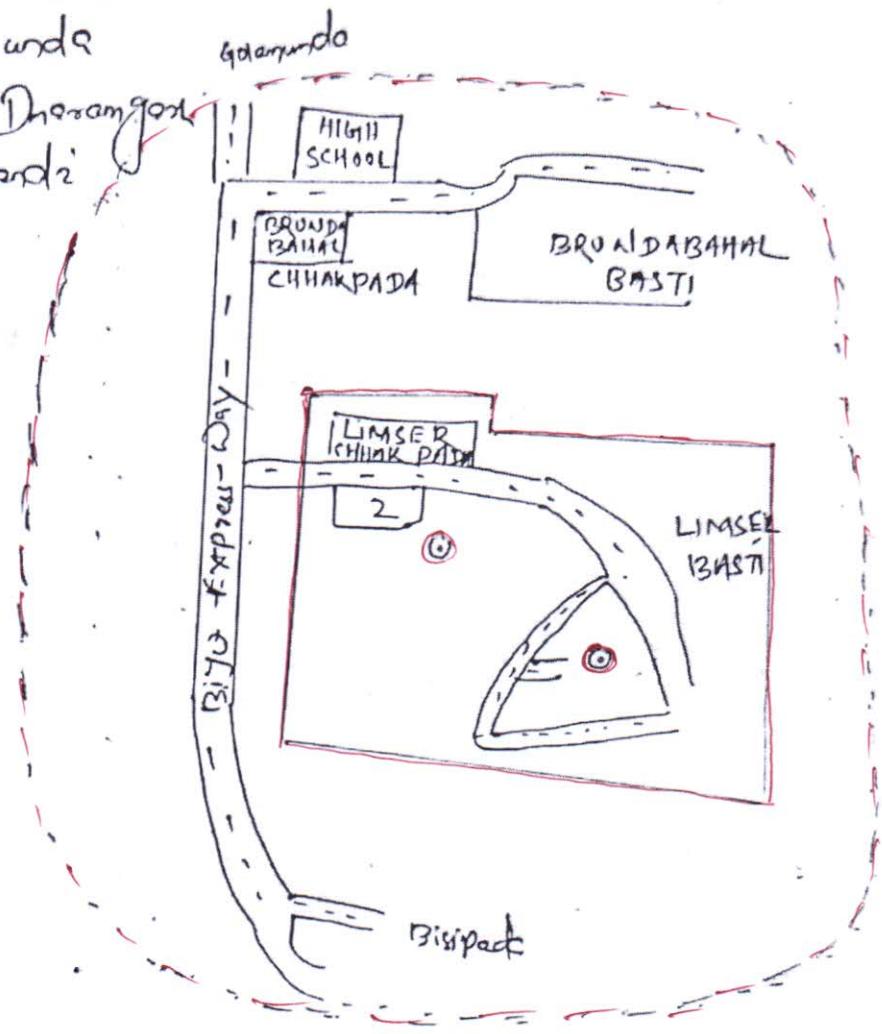 unda
Golamunda
Dharamgarh
andi
HIGH
SCHOOL
BRUNDA
BAHAL
CHHAKPADA
BRUNDABAHAL
BASTI
Biju Express-Way
LIMSER
CHHAK PADA
2
LIMSER
BASTI
Bisipada